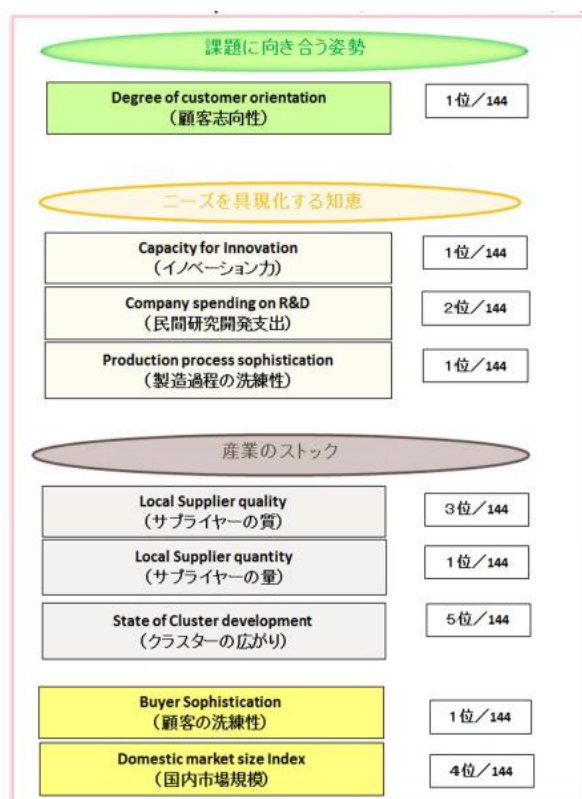 課題に向き合う姿勢
Degree of customer orientation
(顧客志向性)
1位/144
ニーズを具現化する知恵
Capacity for Innovation
(イノベーション力)
1位/144
Company spending on R&D
(民間研究開発支出)
2位/144
Production process sophistication
(製造過程の洗練性)
1位/144
産業のストック
Local Supplier quality
(サプライヤーの質)
3位/144
Local Supplier quantity
(サプライヤーの量)
1位/144
State of Cluster development
(クラスターの広がり)
5位/144
Buyer Sophistication
(顧客の洗練性)
1位/144
Domestic market size Index
(国内市場規模)
4位/144